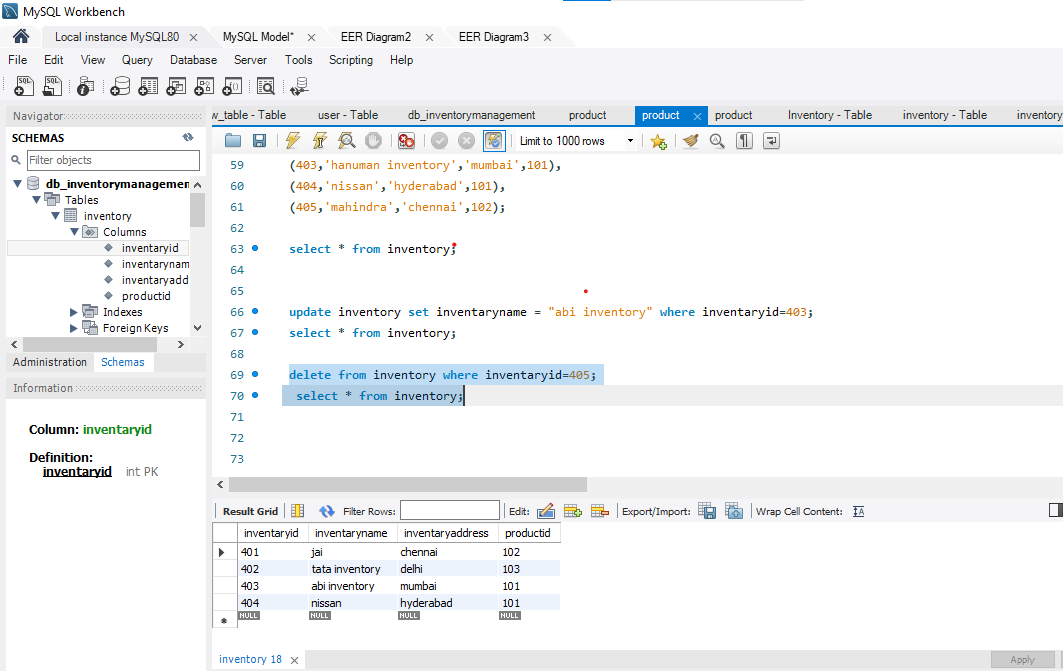 MySQL Workbench
Local instance MySQL80 × MySQL Model* × EER Diagram2 × EER Diagram3 ×
File Edit View Query Database Server Tools Scripting Help
Navigator
SCHEMAS
Filter objects
db_inventorymanagemen
Tables
inventory
Columns
inventaryid
inventarynam
inventaryadd
productid
Indexes
Foreign Keys
Administration Schemas
Information
Column: inventaryid
Definition:
inventaryid int PK
w_table - Table user - Table db_inventorymanagement product product × product Inventory - Table inventory - Table inventory
Limit to 1000 rows
59 (403,'hanuman inventory','mumbai',101),
60 (404,'nissan','hyderabad',101),
61 (405,'mahindra','chennai',102);
62
63 select * from inventory;
64
65
66 update inventory set inventaryname = "abi inventory" where inventaryid=403;
67 select * from inventory;
68
69 delete from inventory where inventaryid=405;
70 select * from inventory;
71
72
73
Result Grid Filter Rows: Edit: Export/Import: Wrap Cell Content: IA
inventaryid inventaryname inventaryaddress productid
401 jai chennai 102
402 tata inventory delhi 103
403 abi inventory mumbai 101
404 nissan hyderabad 101
NULL NULL NULL NULL
inventory 18 ×
Apply